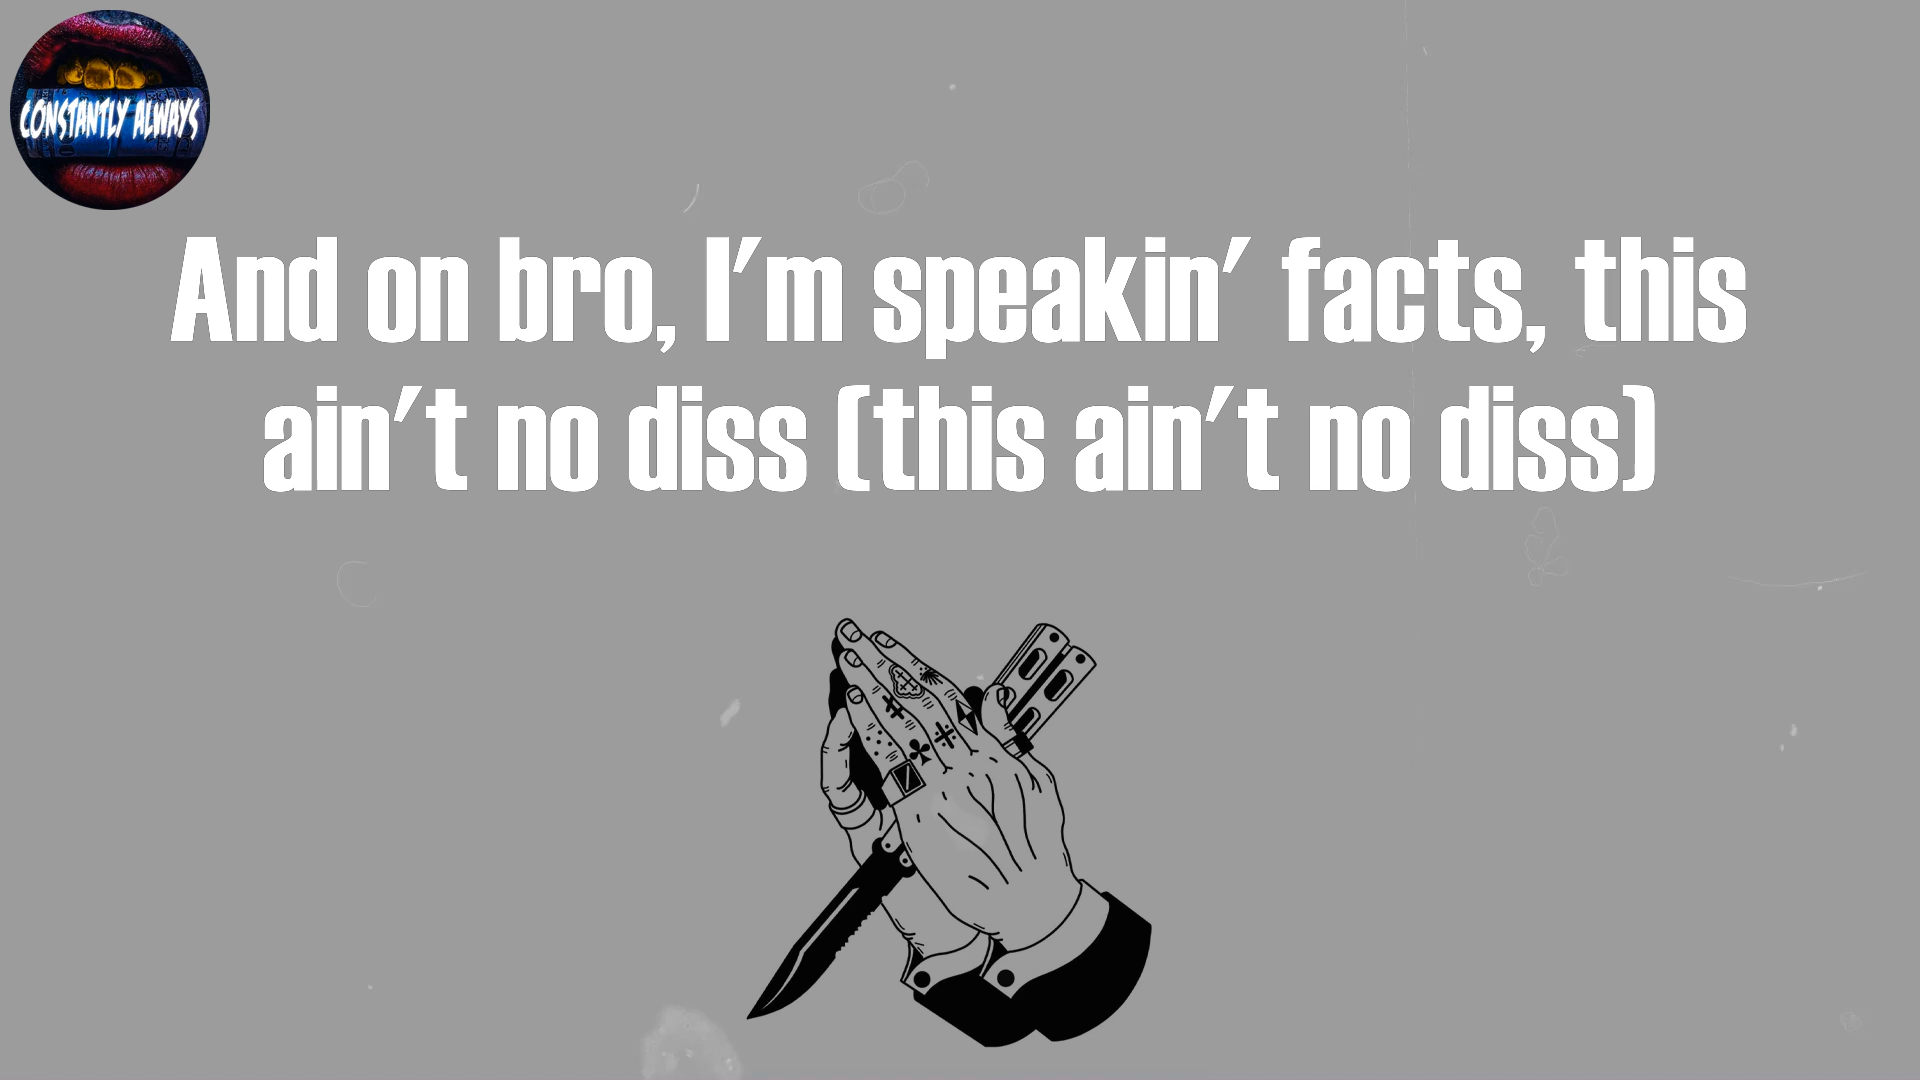 CONSTANTLY ALWAYS
And on bro, I'm speakin' facts, this
ain't no diss (this ain't no diss)